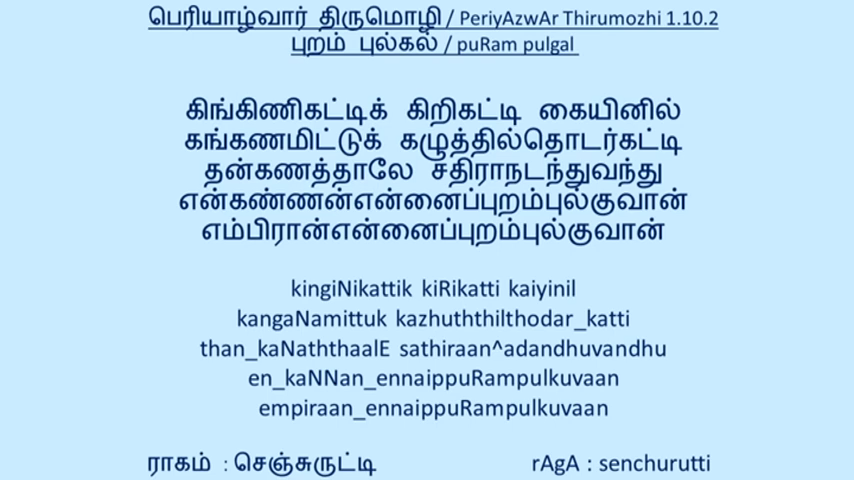 பெரியாழ்வார் திருமொழி / PeriyAzwAr Thirumozhi 1.10.2
புறம் புல்கல் / puRam pulgal
கிங்கிணிகட்டிக் கிறிகட்டி கையினில்
கங்கணமிட்டுக் கழுத்தில்தொடர்கட்டி
தன்கணத்தாலே சதிராநடந்துவந்து
என்கண்ணன்என்னைப்புறம்புல்குவான்
எம்பிரான்என்னைப்புறம்புல்குவான்
kingiNikattik kiRikatti kaiyinil
kangaNamittuk kazhuththilthodar_katti
than_kaNaththaalE sathiraan^adandhuvandhu
en_kaNNan_ennaippuRampulkuvaan
empiraan_ennaippuRampulkuvaan
ராகம் : செஞ்சுருட்டி rAgA : senchurutti